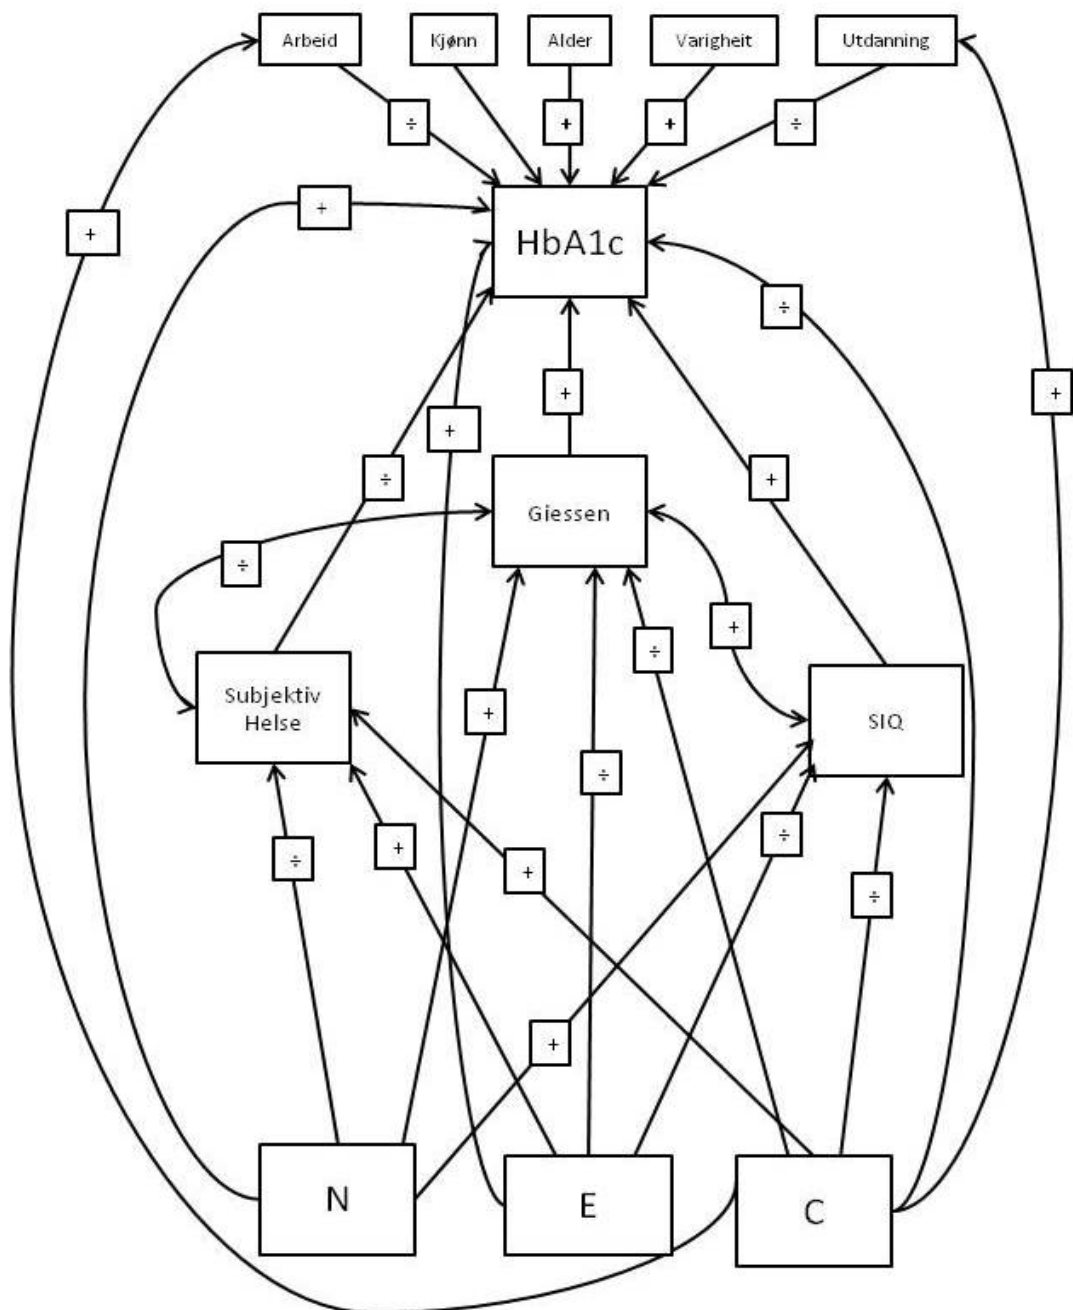 Arbeid
Kjønn
Alder
Varigheit
Utdanning
÷
+
+
÷
+
+
HbA1c
÷
+
+
+
÷
+
Giessen
÷
+
÷
Subjektiv
Helse
+
SIQ
÷
÷
+
÷
+
÷
+
N
E
C